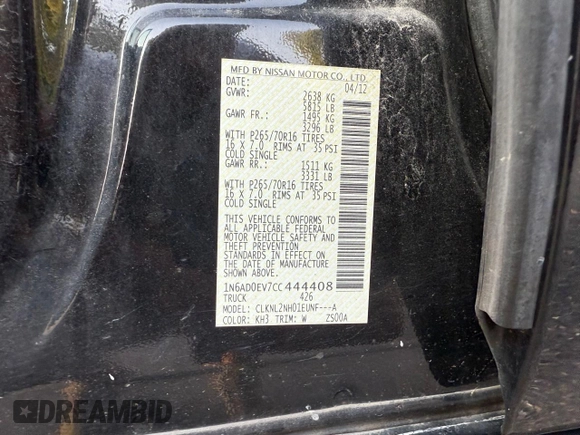 MFD BY NISSAN MOTOR CO., LTD.
DATE: 04/12
GVWR: 2638 KG
5815 LB
GAWR FR.: 1495 KG
3296 LB
WITH P265/70R16 TIRES
16 X 7.0 RIMS AT 35 PSI
COLD SINGLE
GAWR RR.: 1511 KG
3331 LB
WITH P265/70R16 TIRES
16 X 7.0 RIMS AT 35 PSI
COLD SINGLE
THIS VEHICLE CONFORMS TO
ALL APPLICABLE FEDERAL
MOTOR VEHICLE SAFETY AND
THEFT PREVENTION
STANDARDS IN EFFECT ON
THE DATE OF MANUFACTURE
SHOWN ABOVE.
1N6AD0EV7CC 444408
TRUCK 426
MODEL: CLKNL2NH01EUNF---A
COLOR: KH3 TRIM: W ZS00A
DREAMBID